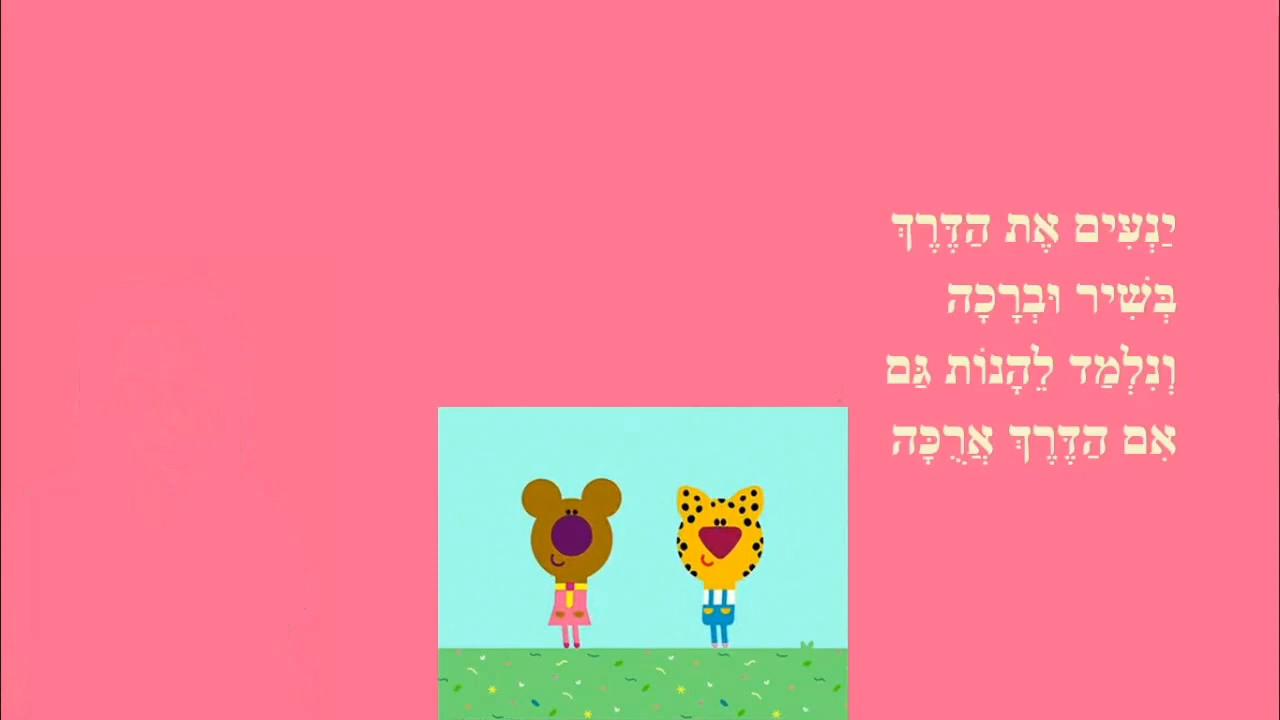 יַנְעִים אֶת הַדֶּרֶךְ
בְּשִׁיר וּבְרָכָה
וְנִלְמַד לֵהָנוֹת גַּם
אִם הַדֶּרֶךְ אֲרֻכָּה